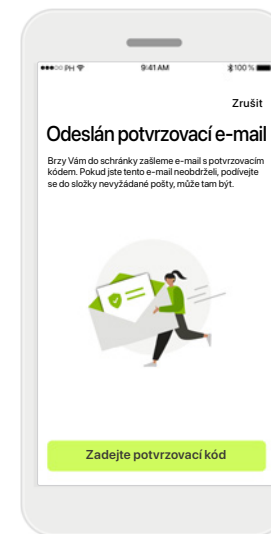 ●●●○○ PH 9:41 AM 100 %
Zrušit
Odeslán potvrzovací e-mail
Brzy Vám do schránky zašleme e-mail s potvrzovacím
kódem. Pokud jste tento e-mail neobdrželi, podívejte
se do složky nevyžádané pošty, může tam být.
Zadejte potvrzovací kód